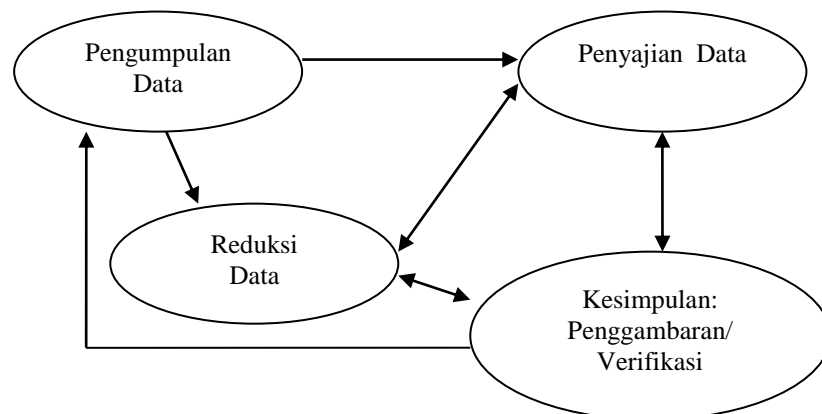 Pengumpulan
Data
Penyajian Data
Reduksi
Data
Kesimpulan:
Penggambaran/
Verifikasi